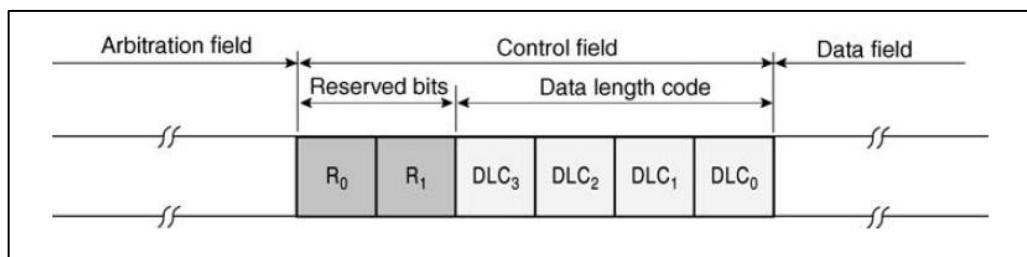 Arbitration field Control field Data field
Reserved bits Data length code
R₀ R₁ DLC₃ DLC₂ DLC₁ DLC₀